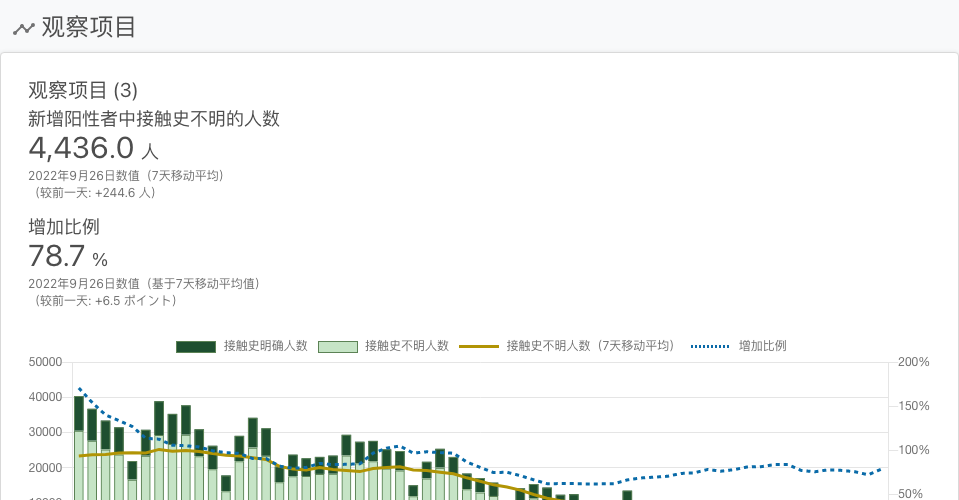 观察项目
观察项目 (3)
新增阳性者中接触史不明的人数
4,436.0 人
2022年9月26日数值（7天移动平均）
（较前一天: +244.6 人）
增加比例
78.7 %
2022年9月26日数值（基于7天移动平均值）
（较前一天: +6.5 ポイント）
接触史明确人数 接触史不明人数 接触史不明人数（7天移动平均） 增加比例
50000 200%
40000 150%
30000
20000 100%
50%